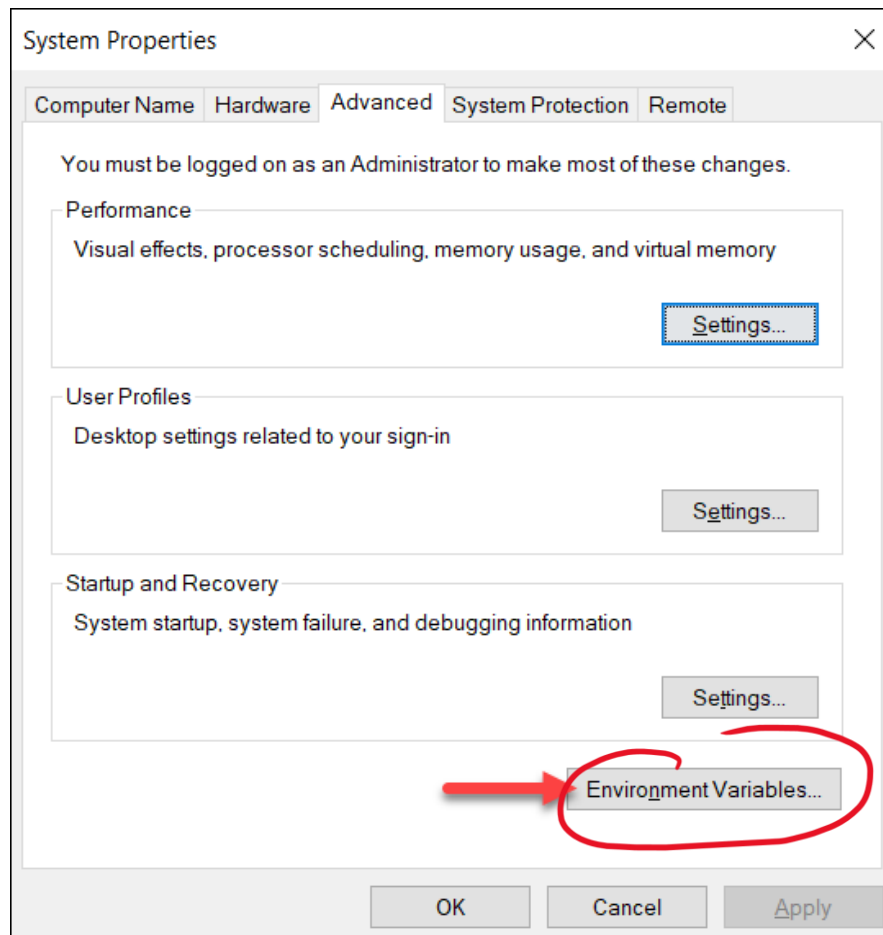 System Properties
Computer Name Hardware Advanced System Protection Remote
You must be logged on as an Administrator to make most of these changes.
Performance
Visual effects, processor scheduling, memory usage, and virtual memory
Settings...
User Profiles
Desktop settings related to your sign-in
Settings...
Startup and Recovery
System startup, system failure, and debugging information
Settings...
Environment Variables...
OK Cancel Apply